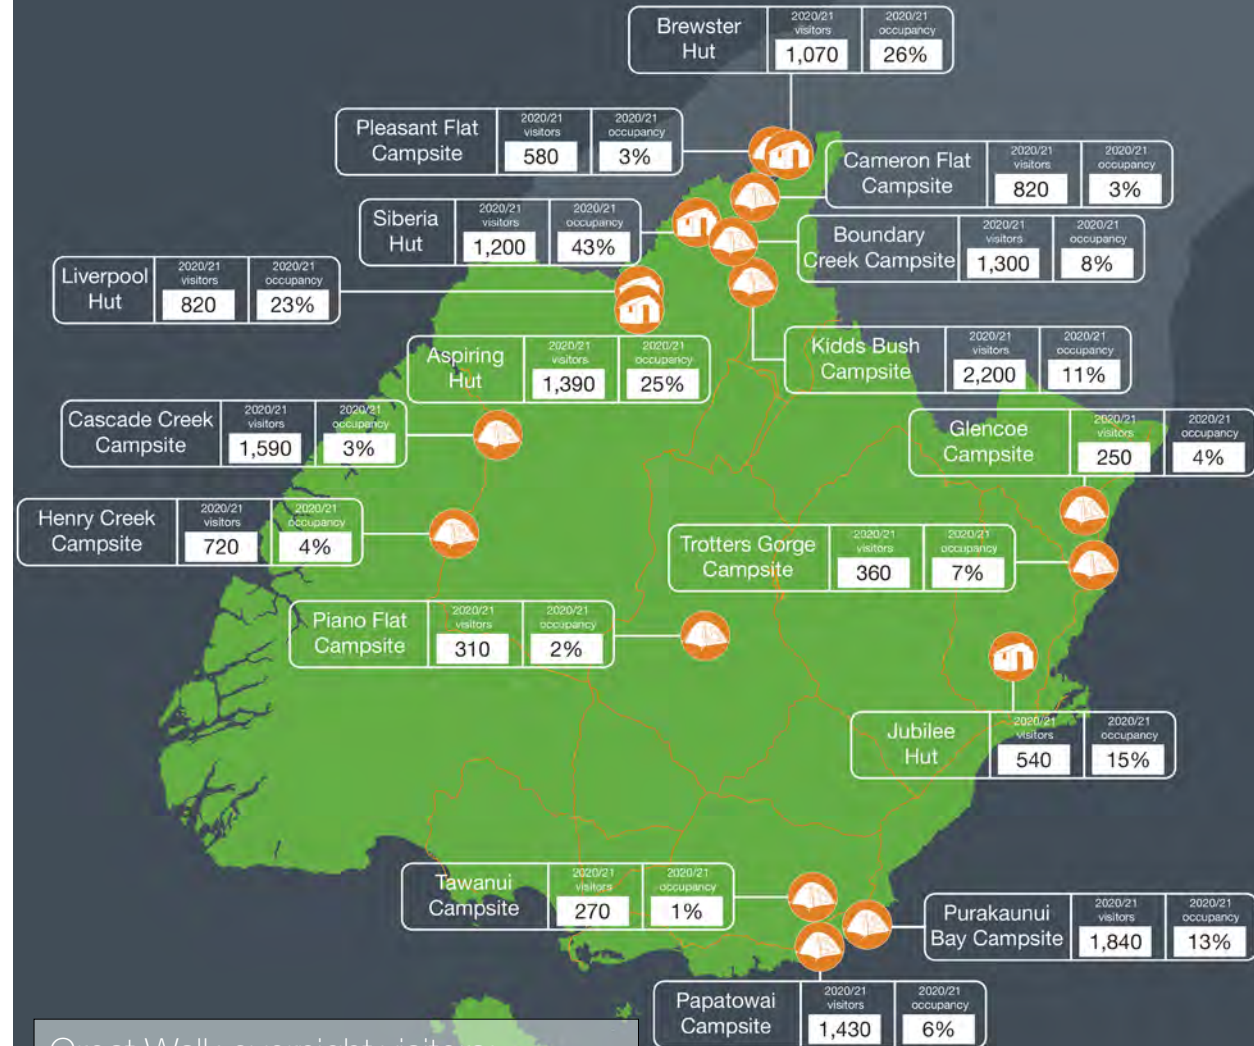 Brewster
Hut
2020/21
visitors
1,070
2020/21
occupancy
26%
Pleasant Flat
Campsite
2020/21
visitors
580
2020/21
occupancy
3%
Cameron Flat
Campsite
2020/21
visitors
820
2020/21
occupancy
3%
Siberia
Hut
2020/21
visitors
1,200
2020/21
occupancy
43%
Boundary
Creek Campsite
2020/21
visitors
1,300
2020/21
occupancy
8%
Liverpool
Hut
2020/21
visitors
820
2020/21
occupancy
23%
Aspiring
Hut
2020/21
visitors
1,390
2020/21
occupancy
25%
Kidds Bush
Campsite
2020/21
visitors
2,200
2020/21
occupancy
11%
Cascade Creek
Campsite
2020/21
visitors
1,590
2020/21
occupancy
3%
Glencoe
Campsite
2020/21
visitors
250
2020/21
occupancy
4%
Henry Creek
Campsite
2020/21
visitors
720
2020/21
occupancy
4%
Trotters Gorge
Campsite
2020/21
visitors
360
2020/21
occupancy
7%
Piano Flat
Campsite
2020/21
visitors
310
2020/21
occupancy
2%
Jubilee
Hut
2020/21
visitors
540
2020/21
occupancy
15%
Tawanui
Campsite
2020/21
visitors
270
2020/21
occupancy
1%
Purakaunui
Bay Campsite
2020/21
visitors
1,840
2020/21
occupancy
13%
Papatowai
Campsite
2020/21
visitors
1,430
2020/21
occupancy
6%
Great Walks overnight visitors